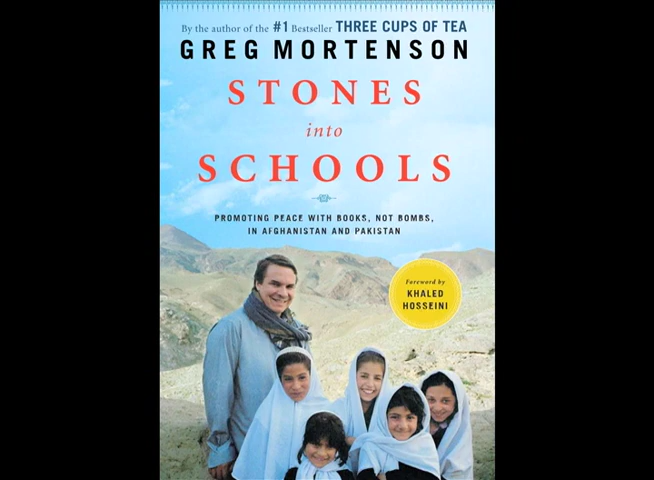 By the author of the #1 Bestseller THREE CUPS OF TEA
GREG MORTENSON
STONES
into
SCHOOLS
PROMOTING PEACE WITH BOOKS, NOT BOMBS,
IN AFGHANISTAN AND PAKISTAN
Foreword by
KHALED
HOSSEINI